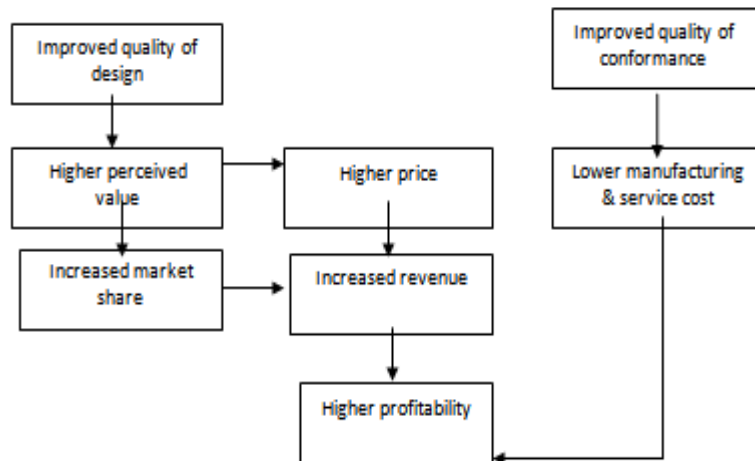 Improved quality of
design
Improved quality of
conformance
Higher perceived
value
Higher price
Lower manufacturing
& service cost
Increased market
share
Increased revenue
Higher profitability